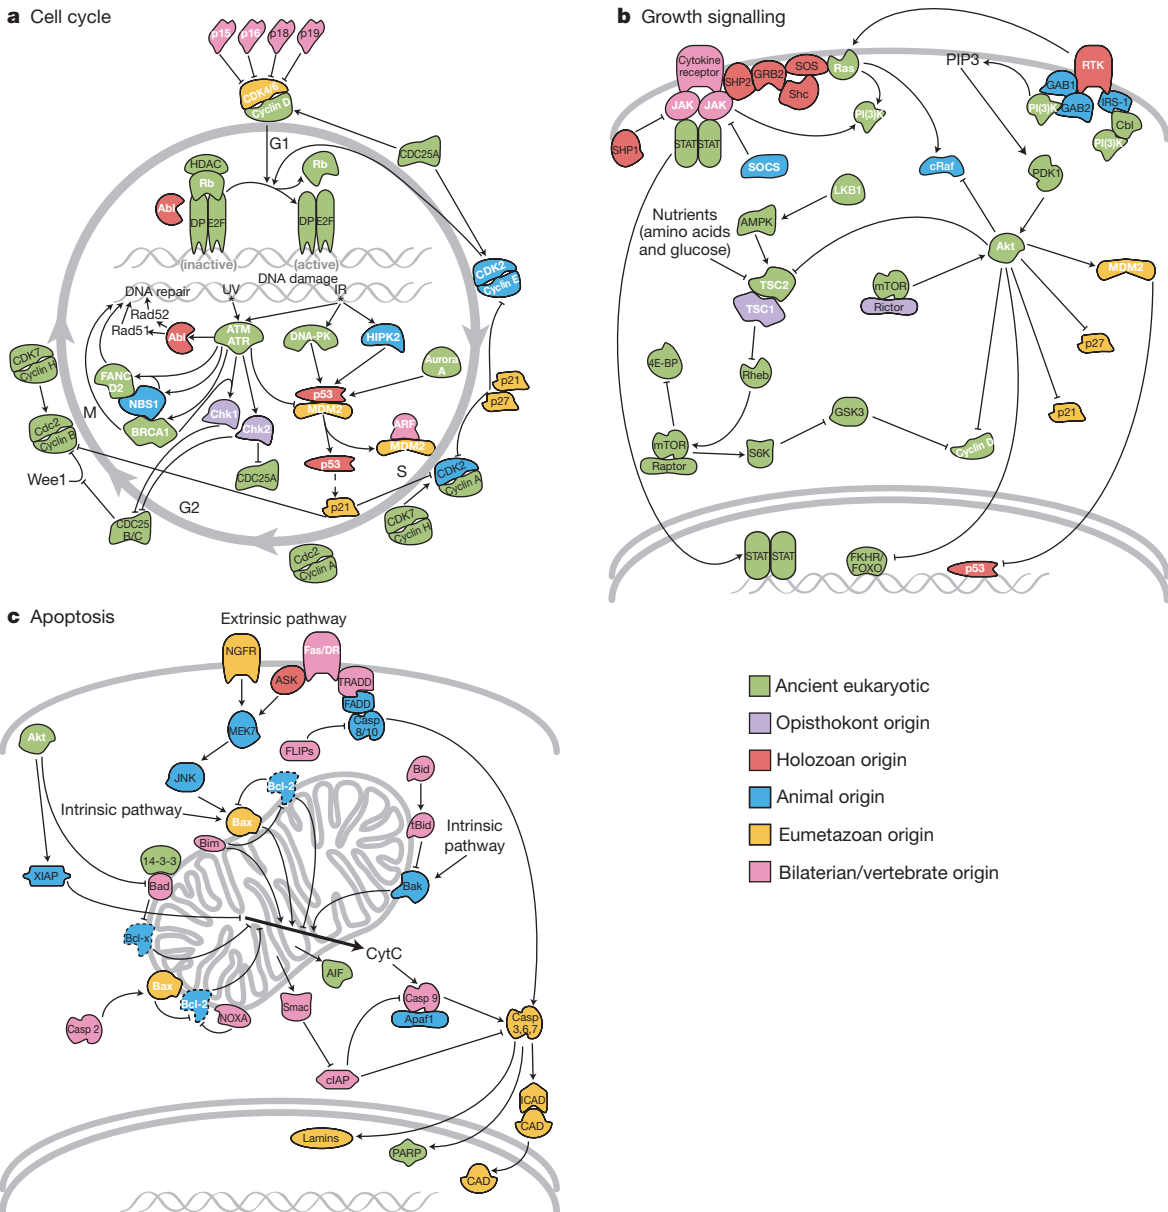 a Cell cycle
p15
p16
p18
p19
CDK4/6
Cyclin D
G1
CDC25A
HDAC
Rb
Rb
Abl
DP
E2F
DP
E2F
(inactive)
(active)
CDK2
Cyclin E
DNA damage
DNA repair
UV
IR
Rad52
Rad51
Abl
ATM
ATR
DNA-PK
HIPK2
Aurora
A
CDK7
Cyclin H
FANC
D2
NBS1
BRCA1
M
Chk1
Chk2
p53
MDM2
ARF
MDM2
p21
p27
Cdc2
Cyclin B
Wee1
CDC25A
p53
S
CDK2
Cyclin A
p21
G2
CDC25
B/C
CDK7
Cyclin H
Cdc2
Cyclin A
b Growth signalling
Cytokine
receptor
JAK
JAK
SHP2
GRB2
SOS
Shc
Ras
PIP3
RTK
GAB1
GAB2
PI(3)K
IRS-1
Cbl
PI(3)K
PI(3)K
SHP1
STAT
STAT
SOCS
cRaf
PDK1
LKB1
AMPK
Nutrients
(amino acids
and glucose)
TSC2
TSC1
Akt
MDM2
mTOR
Rictor
p27
4E-BP
Rheb
p21
GSK3
mTOR
Raptor
S6K
Cyclin D
STAT
STAT
FKHR/
FOXO
p53
c Apoptosis
Extrinsic pathway
NGFR
Fas/DR
ASK
TRADD
FADD
Casp
8/10
MEK7
FLIPs
Akt
JNK
Bcl-2
Bid
Intrinsic pathway
Bax
tBid
Intrinsic
pathway
Bim
14-3-3
Bad
XIAP
Bak
Bcl-x
CytC
AIF
Bax
Bcl-2
NOXA
Casp 2
Smac
Casp 9
Apaf1
Casp
3,6,7
cIAP
ICAD
CAD
Lamins
PARP
CAD
Ancient eukaryotic
Opisthokont origin
Holozoan origin
Animal origin
Eumetazoan origin
Bilaterian/vertebrate origin